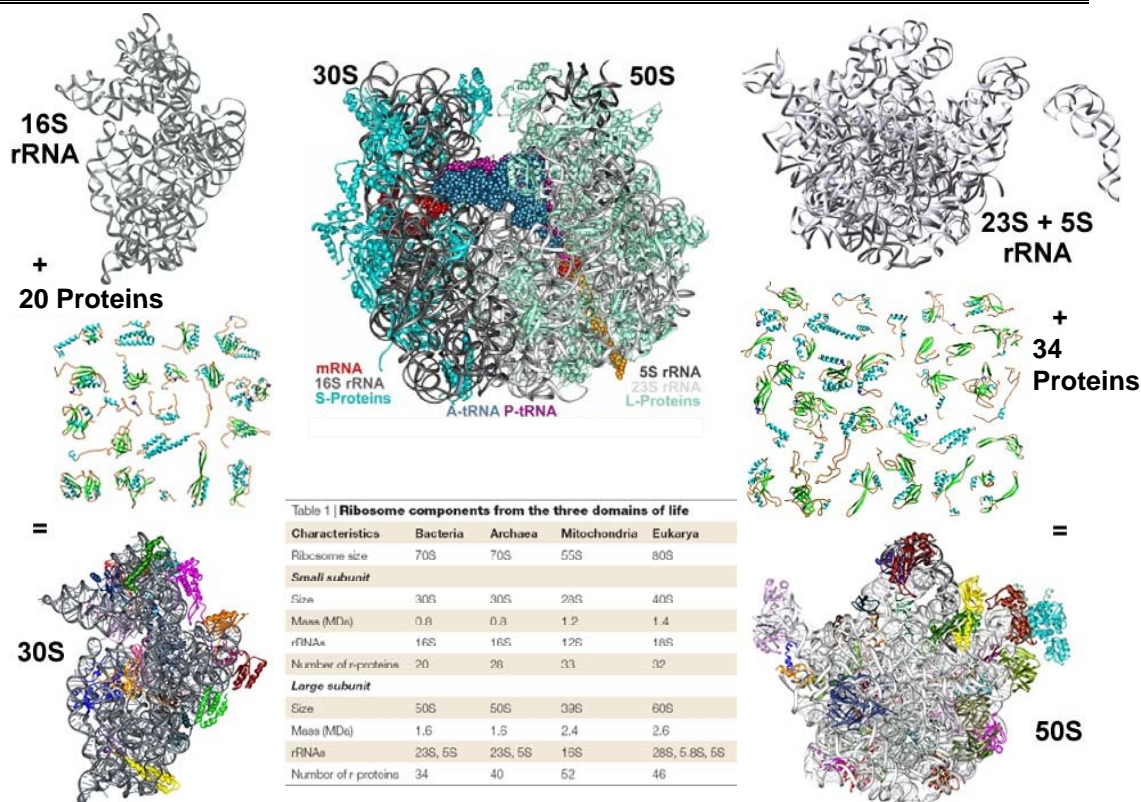 16S
rRNA
+
20 Proteins
=
30S
30S
50S
mRNA
16S rRNA
S-Proteins
A-tRNA P-tRNA
5S rRNA
23S rRNA
L-Proteins
Table 1 | Ribosome components from the three domains of life
Characteristics Bacteria Archaea Mitochondria Eukarya
Ribosome size 70S 70S 55S 80S
Small subunit
Size 30S 30S 28S 40S
Mass (MDa) 0.8 0.8 1.2 1.4
rRNAs 16S 16S 12S 18S
Number of r-proteins 20 28 33 32
Large subunit
Size 50S 50S 39S 60S
Mass (MDa) 1.6 1.6 2.4 2.6
rRNAs 23S, 5S 23S, 5S 16S 28S, 5.8S, 5S
Number of r-proteins 34 40 52 46
23S + 5S
rRNA
+
34
Proteins
=
50S